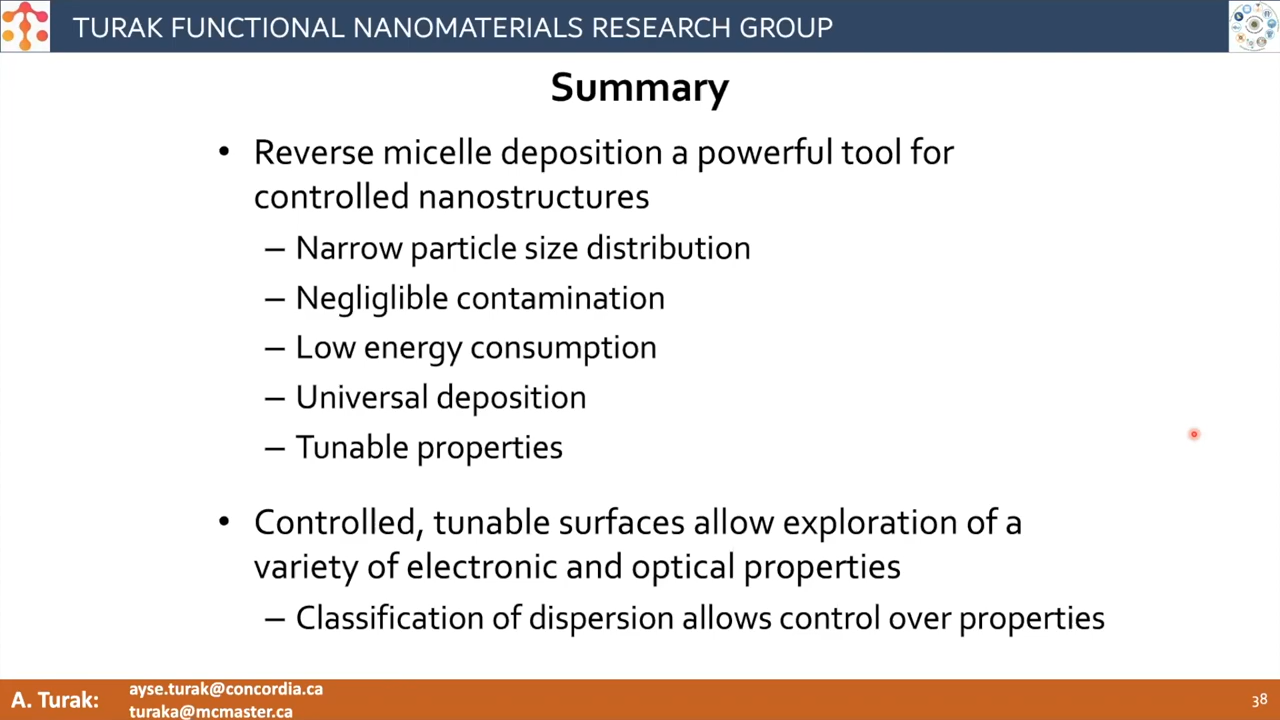 TURAK FUNCTIONAL NANOMATERIALS RESEARCH GROUP
Summary
• Reverse micelle deposition a powerful tool for
controlled nanostructures
– Narrow particle size distribution
– Negliglible contamination
– Low energy consumption
– Universal deposition
– Tunable properties
• Controlled, tunable surfaces allow exploration of a
variety of electronic and optical properties
– Classification of dispersion allows control over properties
A. Turak:
ayse.turak@concordia.ca
turaka@mcmaster.ca
38